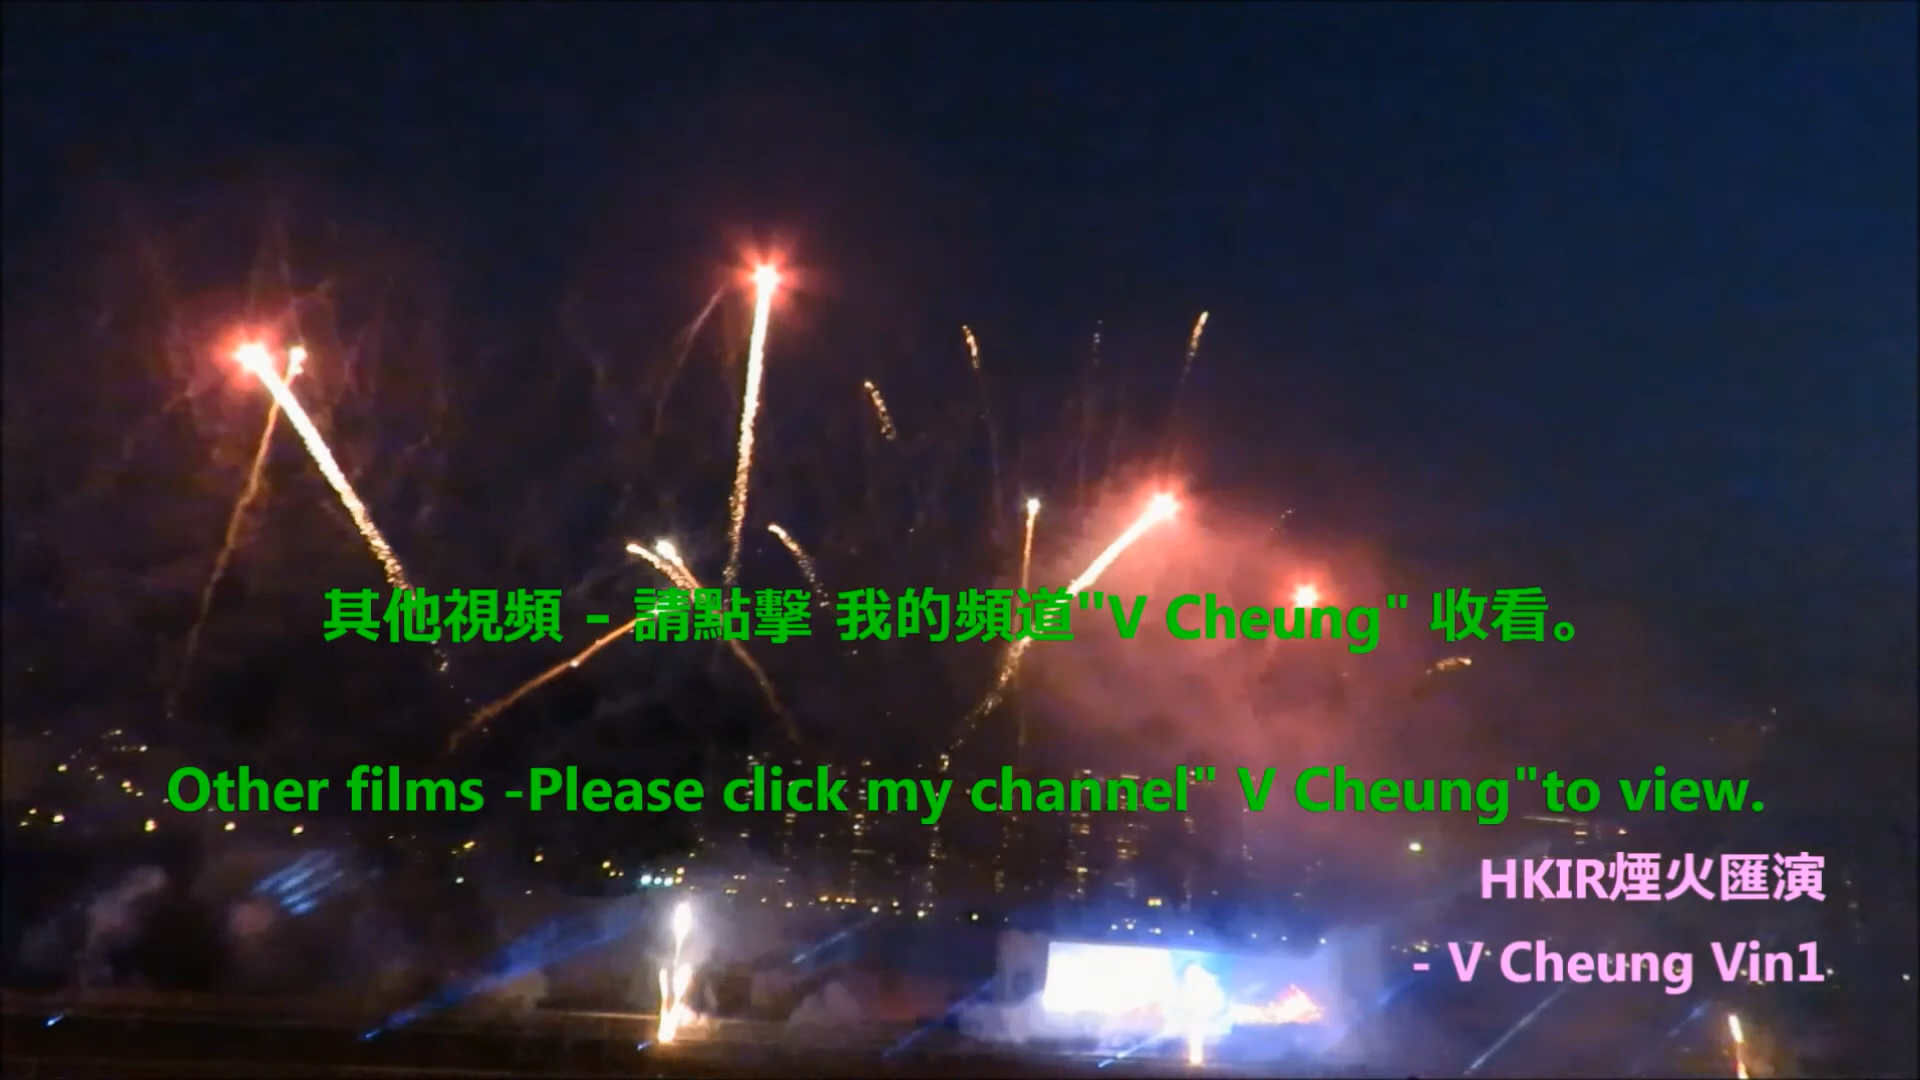 其他視頻 - 請點擊 我的頻道"V Cheung" 收看。
Other films -Please click my channel" V Cheung"to view.
HKIR煙火匯演
- V Cheung Vin1